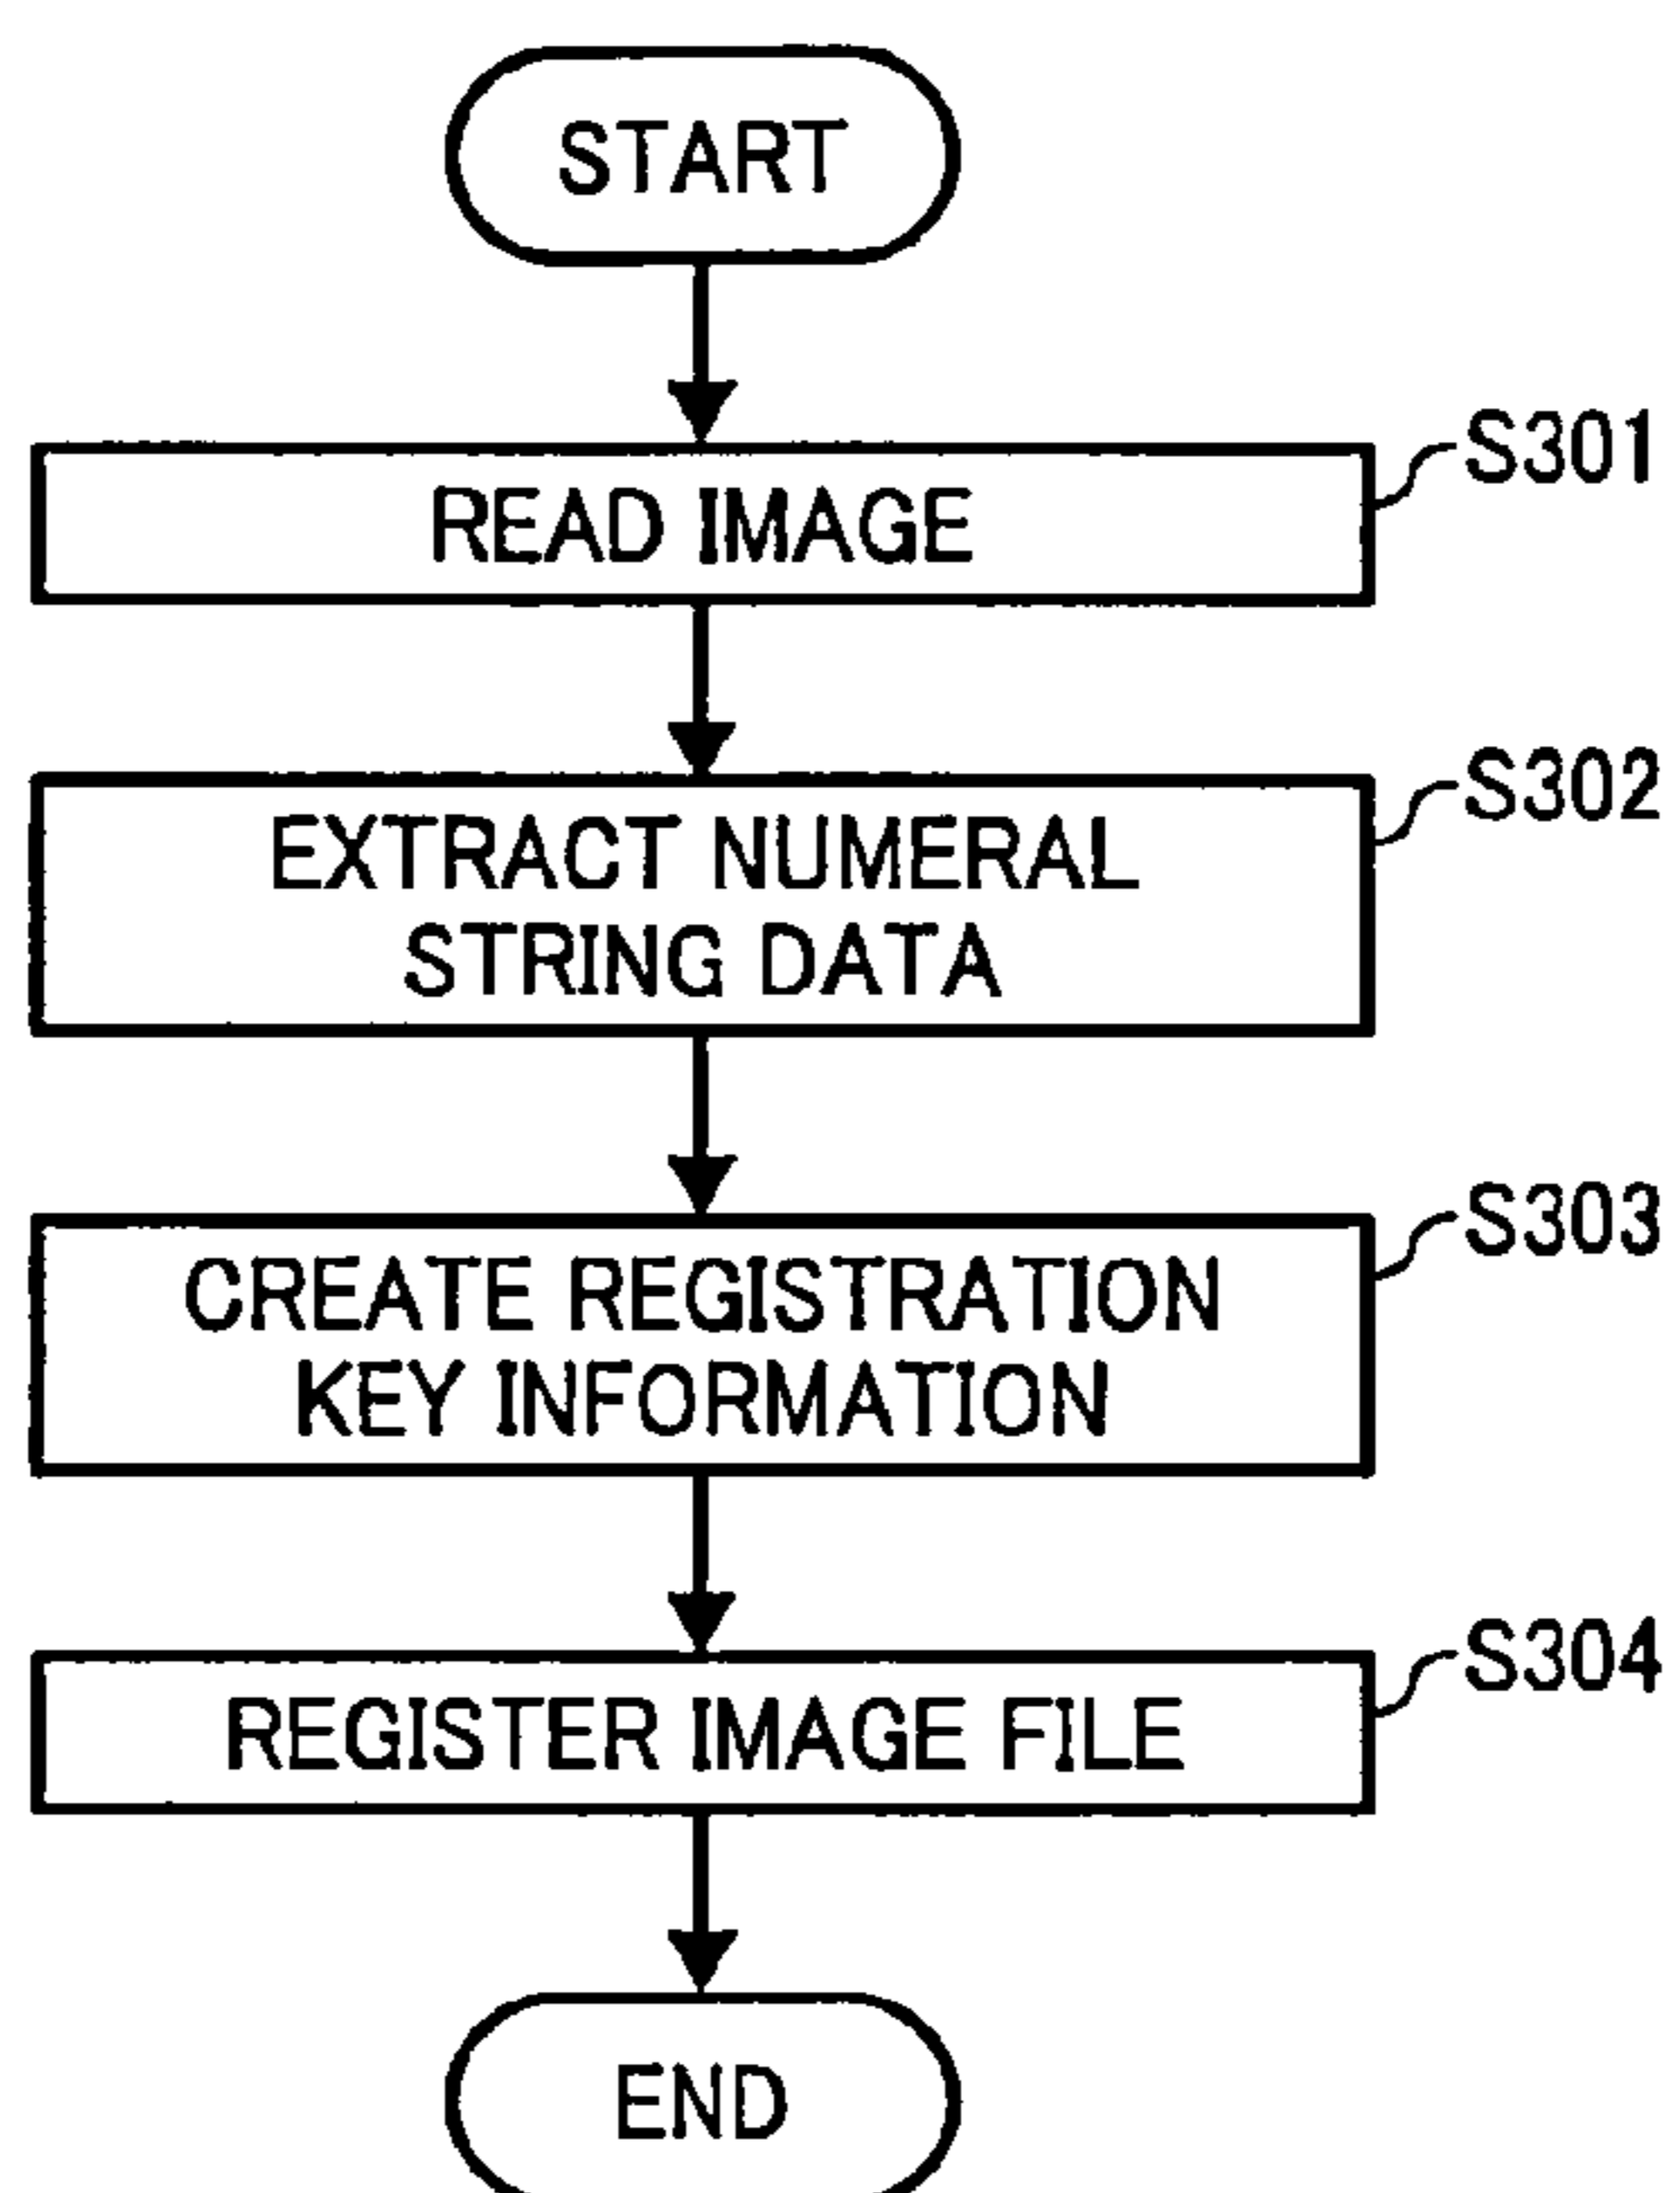 START
S301
READ IMAGE
S302
EXTRACT NUMERAL
STRING DATA
S303
CREATE REGISTRATION
KEY INFORMATION
S304
REGISTER IMAGE FILE
END